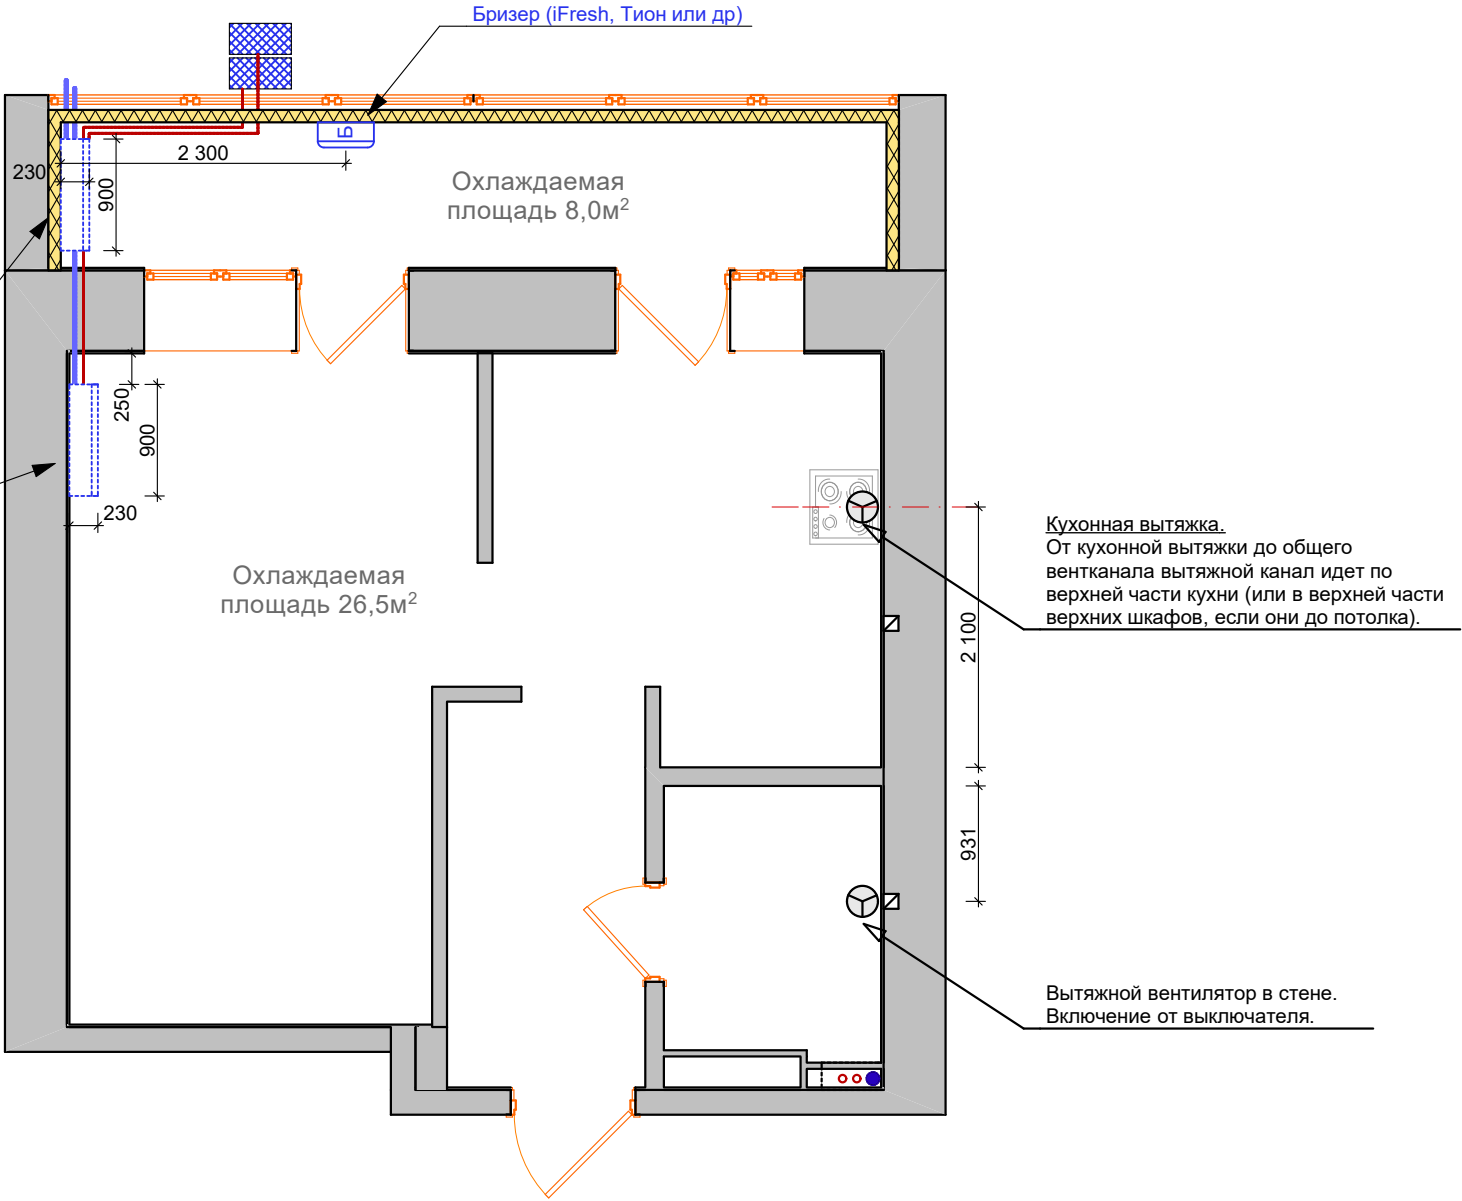 Бризер (iFresh, Тион или др)
Б
2 300
230
900
Охлаждаемая
площадь 8,0м²
250
900
230
Охлаждаемая
площадь 26,5м²
Кухонная вытяжка.
От кухонной вытяжки до общего
вентканала вытяжной канал идет по
верхней части кухни (или в верхней части
верхних шкафов, если они до потолка).
2 100
931
Вытяжной вентилятор в стене.
Включение от выключателя.